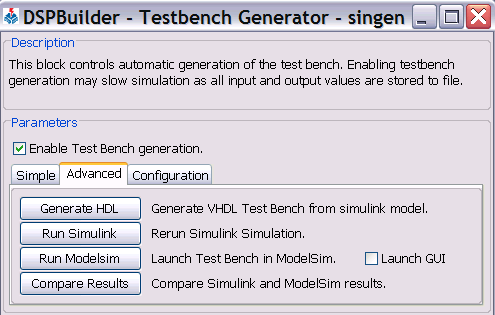 DSPBuilder - Testbench Generator - singen
Description
This block controls automatic generation of the test bench. Enabling testbench
generation may slow simulation as all input and output values are stored to file.
Parameters
Enable Test Bench generation.
Simple Advanced Configuration
Generate HDL Generate VHDL Test Bench from simulink model.
Run Simulink Rerun Simulink Simulation.
Run Modelsim Launch Test Bench in ModelSim. Launch GUI
Compare Results Compare Simulink and ModelSim results.